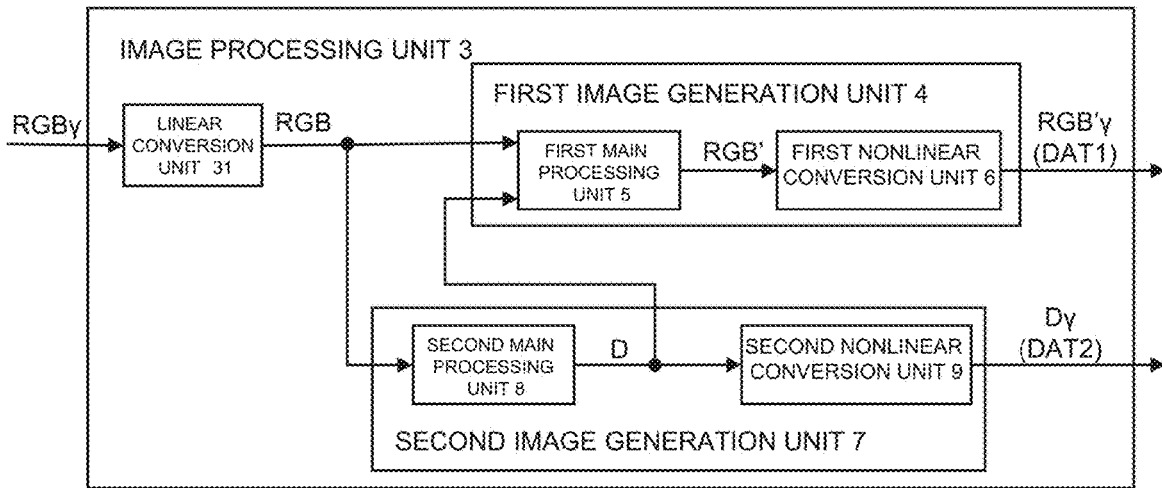 IMAGE PROCESSING UNIT 3
FIRST IMAGE GENERATION UNIT 4
RGBγ
LINEAR
CONVERSION
UNIT 31
RGB
FIRST MAIN
PROCESSING
UNIT 5
RGB'
FIRST NONLINEAR
CONVERSION UNIT 6
RGB'γ
(DAT1)
SECOND MAIN
PROCESSING
UNIT 8
D
SECOND NONLINEAR
CONVERSION UNIT 9
Dγ
(DAT2)
SECOND IMAGE GENERATION UNIT 7